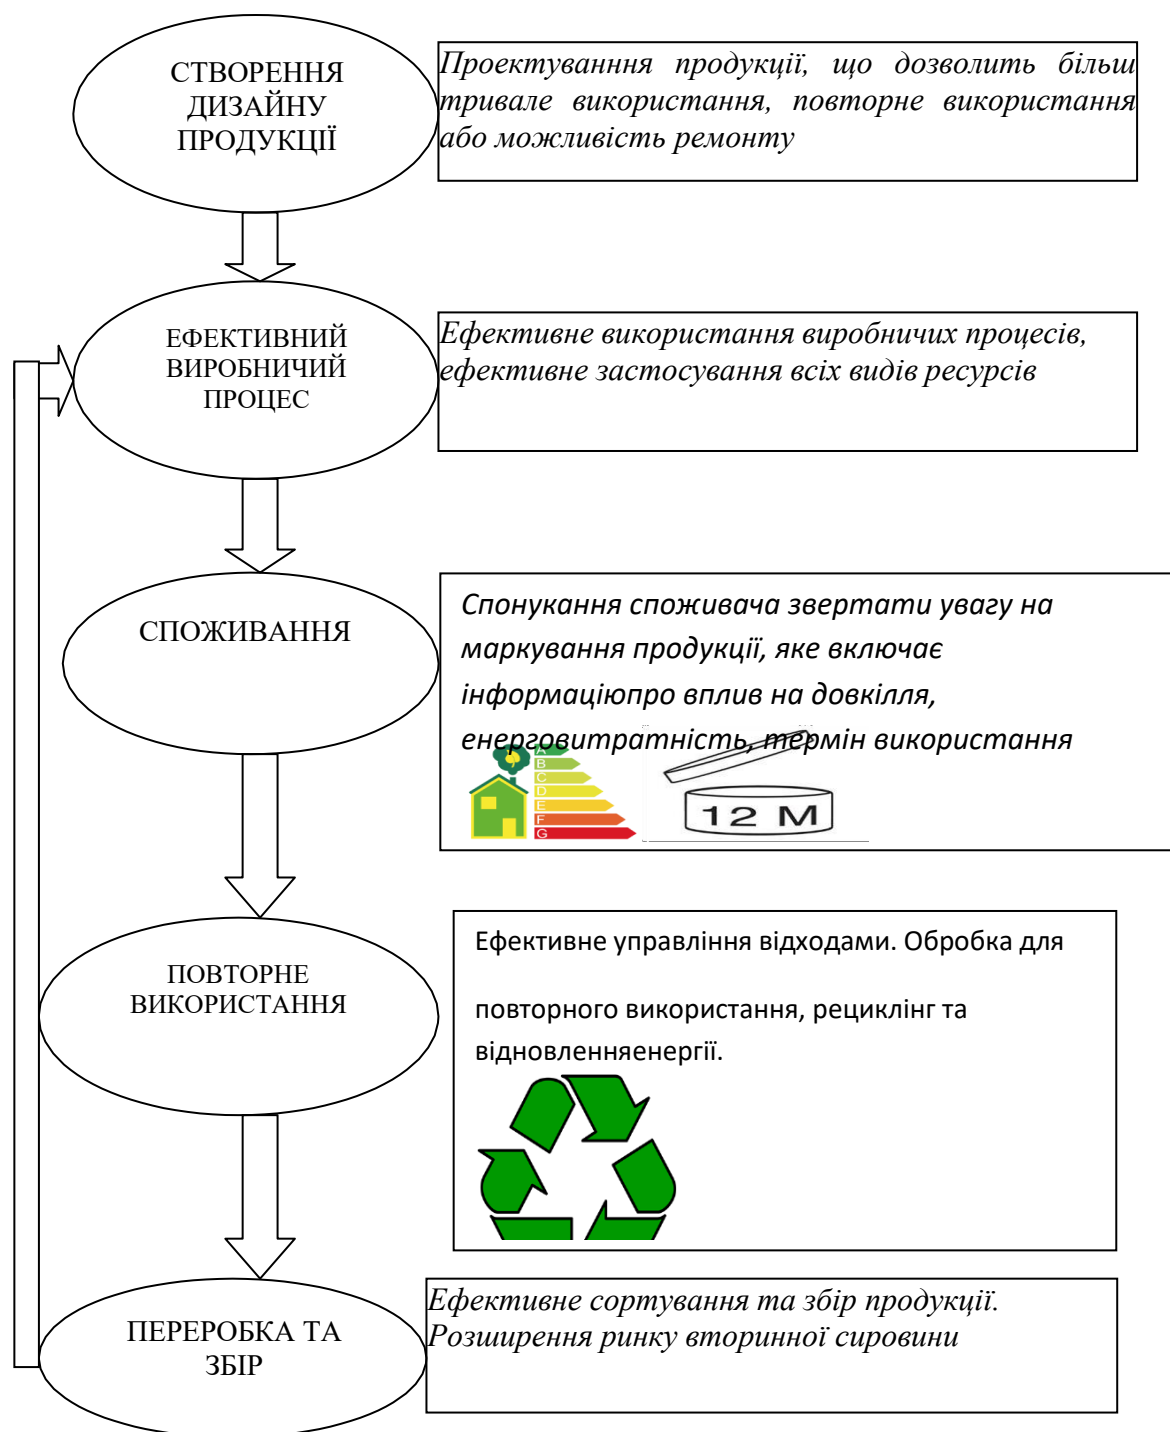 СТВОРЕННЯ
ДИЗАЙНУ
ПРОДУКЦІЇ
Проектуванння продукції, що дозволить більш
тривале використання, повторне використання
або можливість ремонту
ЕФЕКТИВНИЙ
ВИРОБНИЧИЙ
ПРОЦЕС
Ефективне використання виробничих процесів,
ефективне застосування всіх видів ресурсів
СПОЖИВАННЯ
Спонукання споживача звертати увагу на
маркування продукції, яке включає
інформаціюпро вплив на довкілля,
енерговитратність, термін використання
A
B
C
D
E
F
G
12 M
ПОВТОРНЕ
ВИКОРИСТАННЯ
Ефективне управління відходами. Обробка для
повторного використання, рециклінг та
відновленняенергії.
ПЕРЕРОБКА ТА
ЗБІР
Ефективне сортування та збір продукції.
Розширення ринку вторинної сировини